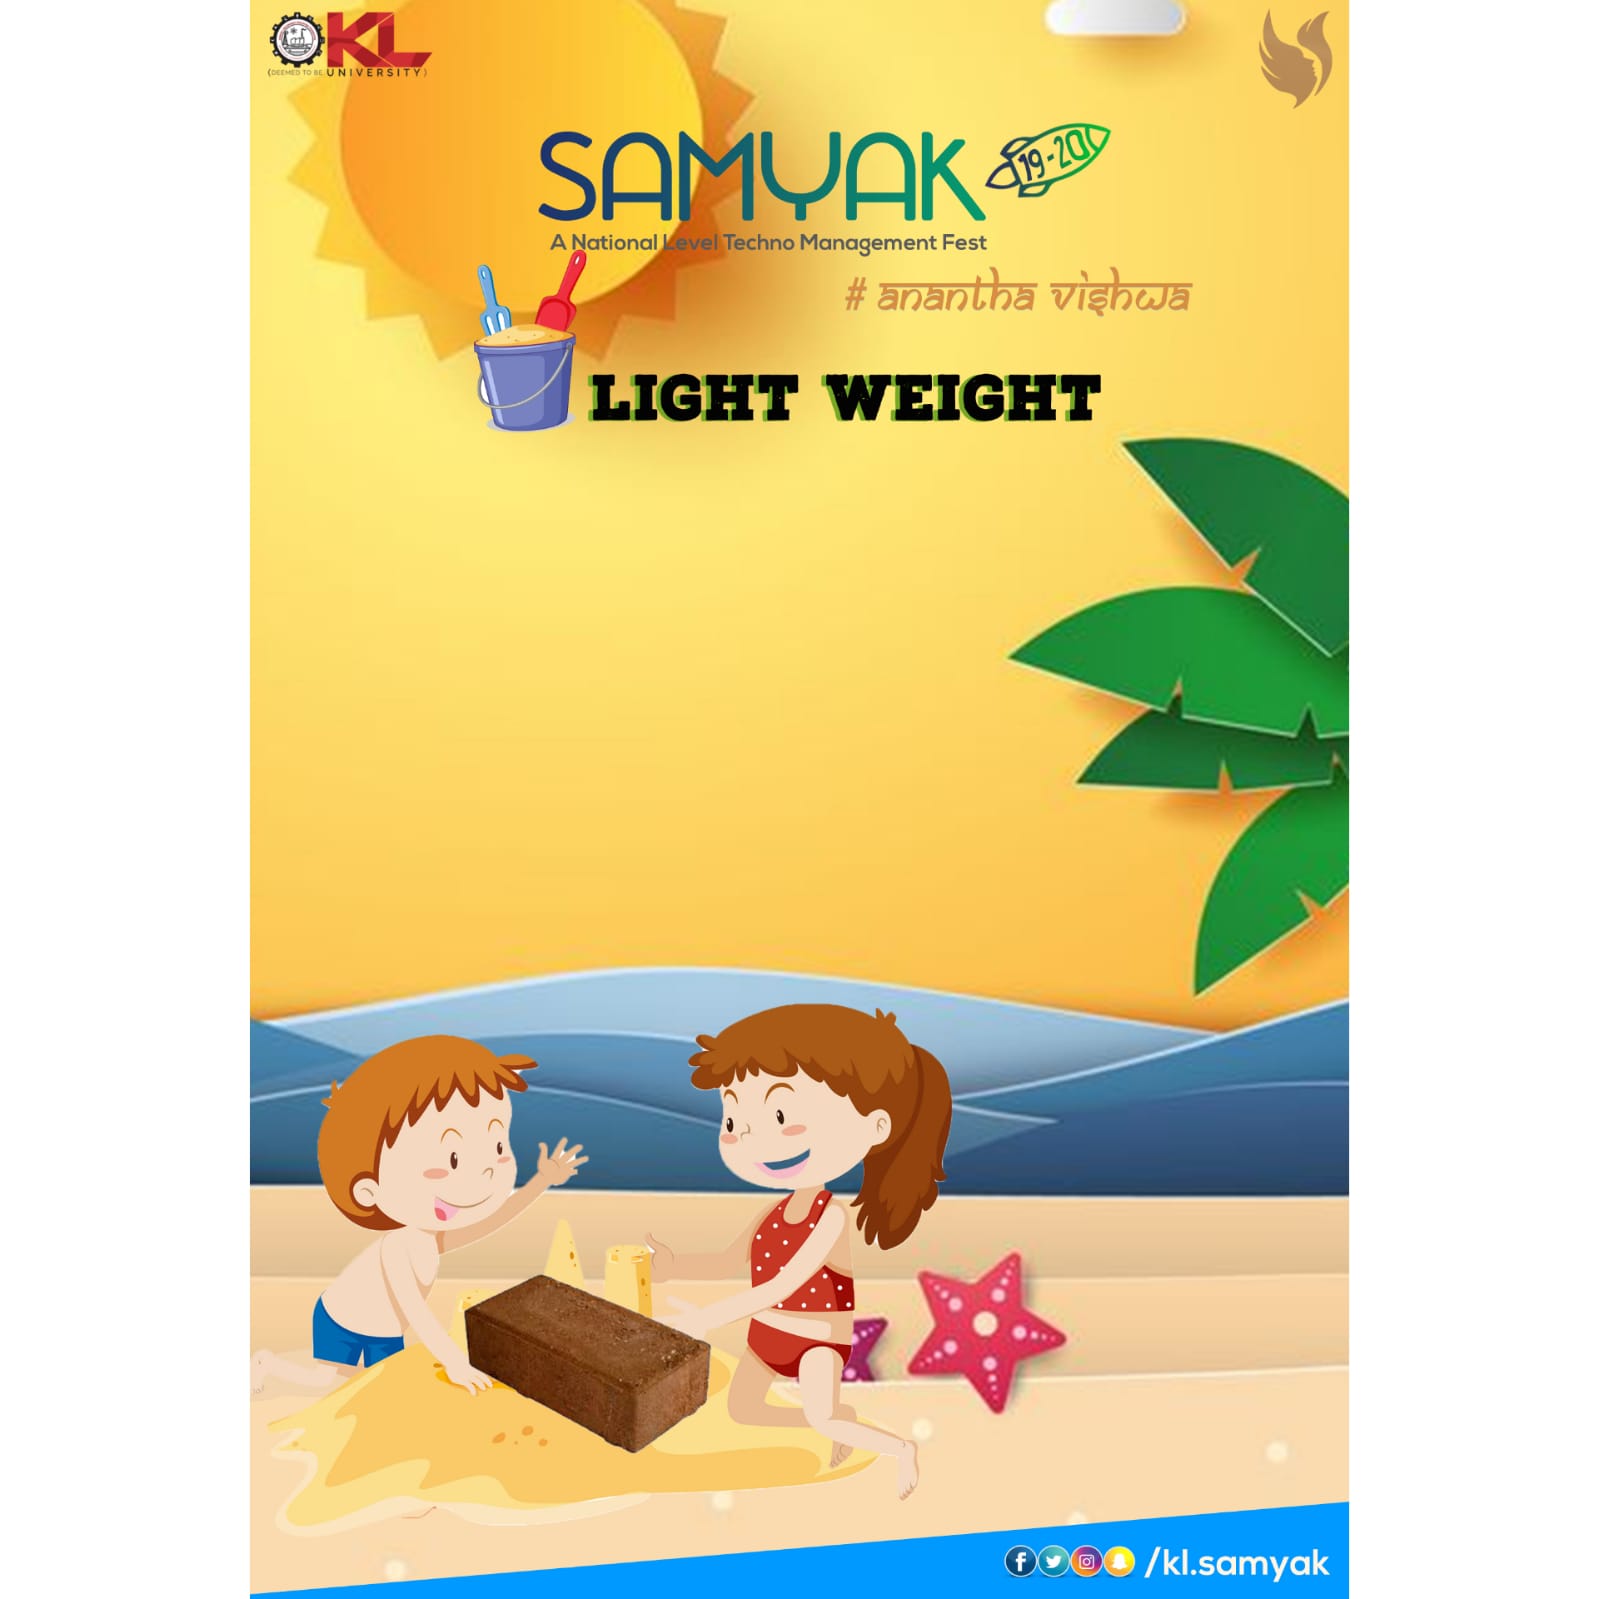 KL
(DEEMED TO BE UNIVERSITY)
SAMYAK 19-20
A National Level Techno Management Fest
# anantha vishwa
LIGHT WEIGHT
/kl.samyak